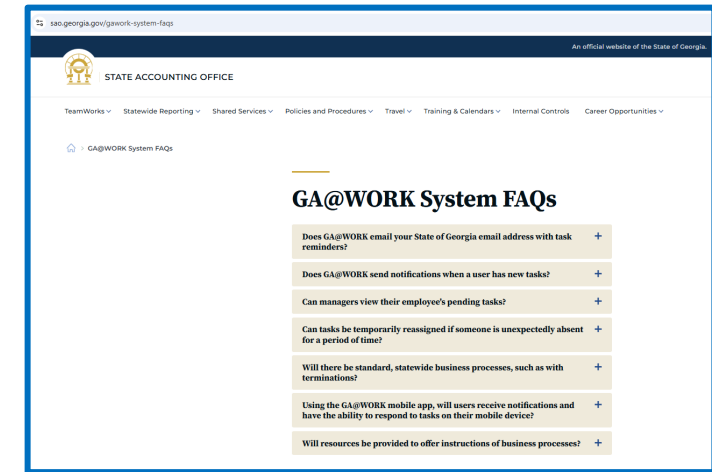 sao.georgia.gov/gawork-system-faqs
An official website of the State of Georgia.
STATE ACCOUNTING OFFICE
TeamWorks Statewide Reporting Shared Services Policies and Procedures Travel Training & Calendars Internal Controls Career Opportunities
GA@WORK System FAQs
GA@WORK System FAQs
Does GA@WORK email your State of Georgia email address with task
reminders?
Does GA@WORK send notifications when a user has new tasks?
Can managers view their employee's pending tasks?
Can tasks be temporarily reassigned if someone is unexpectedly absent
for a period of time?
Will there be standard, statewide business processes, such as with
terminations?
Using the GA@WORK mobile app, will users receive notifications and
have the ability to respond to tasks on their mobile device?
Will resources be provided to offer instructions of business processes?